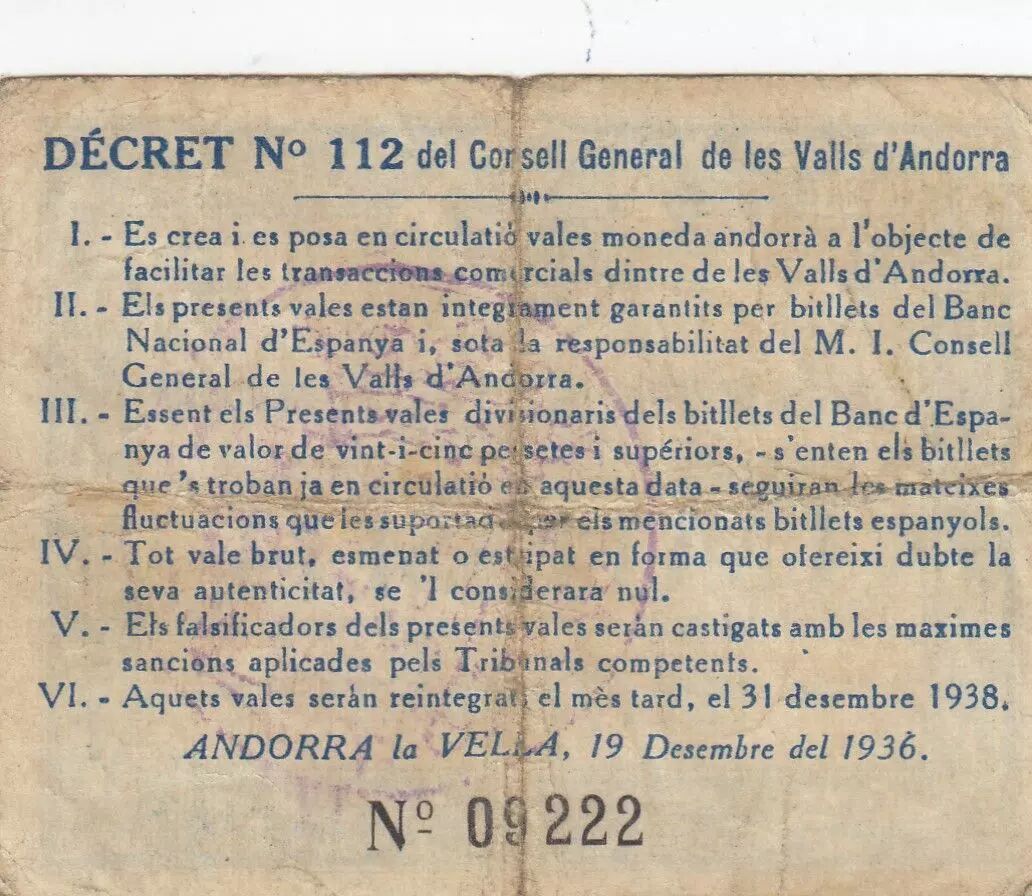 DÉCRET Nº 112 del Consell General de les Valls d'Andorra
I. - Es crea i es posa en circulatió vales moneda andorrà a l'objecte de
facilitar les transaccions comercials dintre de les Valls d'Andorra.
II. - Els presents vales estan integrament garantits per bitllets del Banc
Nacional d'Espanya i, sota la responsabilitat del M. I. Consell
General de les Valls d'Andorra.
III. - Essent els Presents vales divisionaris dels bitllets del Banc d'Espa-
nya de valor de vint-i-cinc pessetes i supériors, - s'enten els bitllets
que 's troban ja en circulatió en aquesta data - seguiran les mateixes
fluctuacions que les suportades per els mencionats bitllets espanyols.
IV. - Tot vale brut, esmenat o estripat en forma que ofereixi dubte la
seva autenticitat, se 'l considerara nul.
V. - Els falsificadors dels presents vales seràn castigats amb les maximes
sancions aplicades pels Tribunals competents.
VI. - Aquets vales seràn reintegrats el mès tard, el 31 desembre 1938.
ANDORRA la VELLA, 19 Desembre del 1936.
Nº 09222